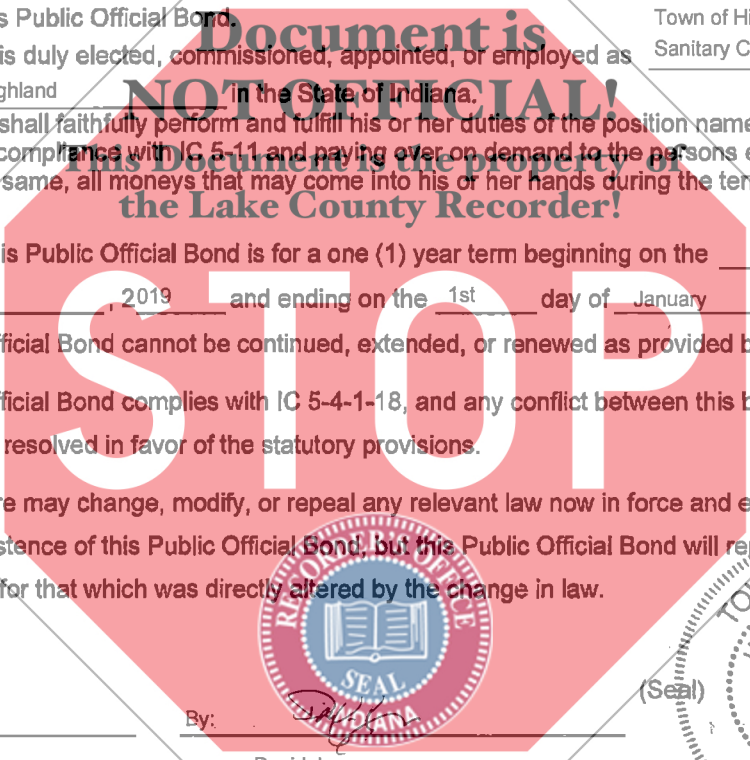 s Public Official Bond.
Town of Hi
Document is
is duly elected, commissioned, appointed, or employed as
Sanitary C
ghland
in the State of Indiana.
NOT OFFICIAL!
shall faithfully perform and fulfill his or her duties of the position name
compliance with IC 5-11 and paying over on demand to the persons e
This Document is the property of
same, all moneys that may come into his or her hands during the ter
the Lake County Recorder!
is Public Official Bond is for a one (1) year term beginning on the
, 2019 and ending on the 1st day of January
STOP
ficial Bond cannot be continued, extended, or renewed as provided b
ficial Bond complies with IC 5-4-1-18, and any conflict between this b
resolved in favor of the statutory provisions.
re may change, modify, or repeal any relevant law now in force and e
stence of this Public Official Bond, but this Public Official Bond will re
for that which was directly altered by the change in law.
RECORDER'S OFFICE
SEAL
INDIANA
(Seal)
By: